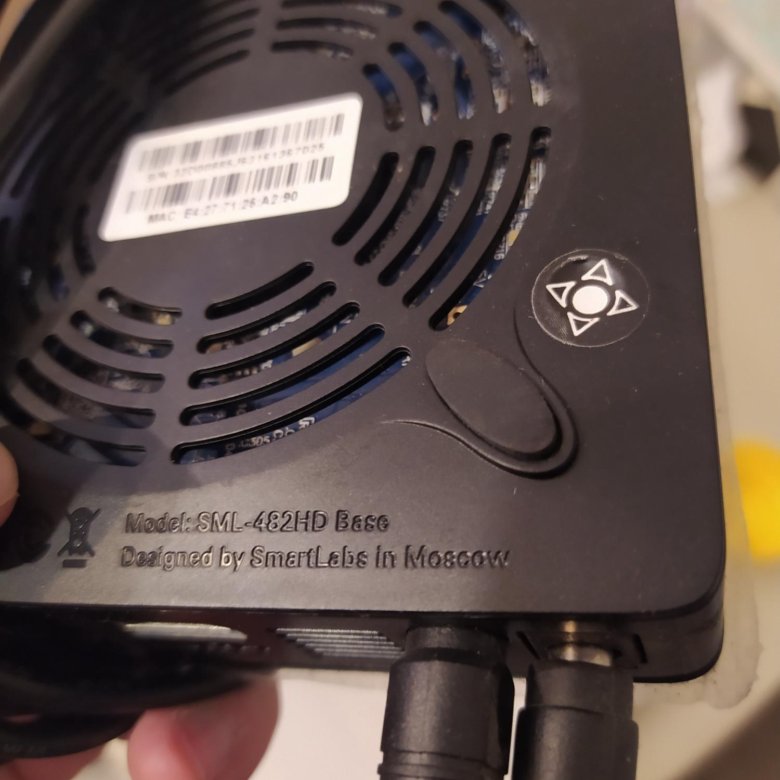 MAC: E4:27:71:26:A2:90
Model: SML-482HD Base
Designed by SmartLabs in Moscow